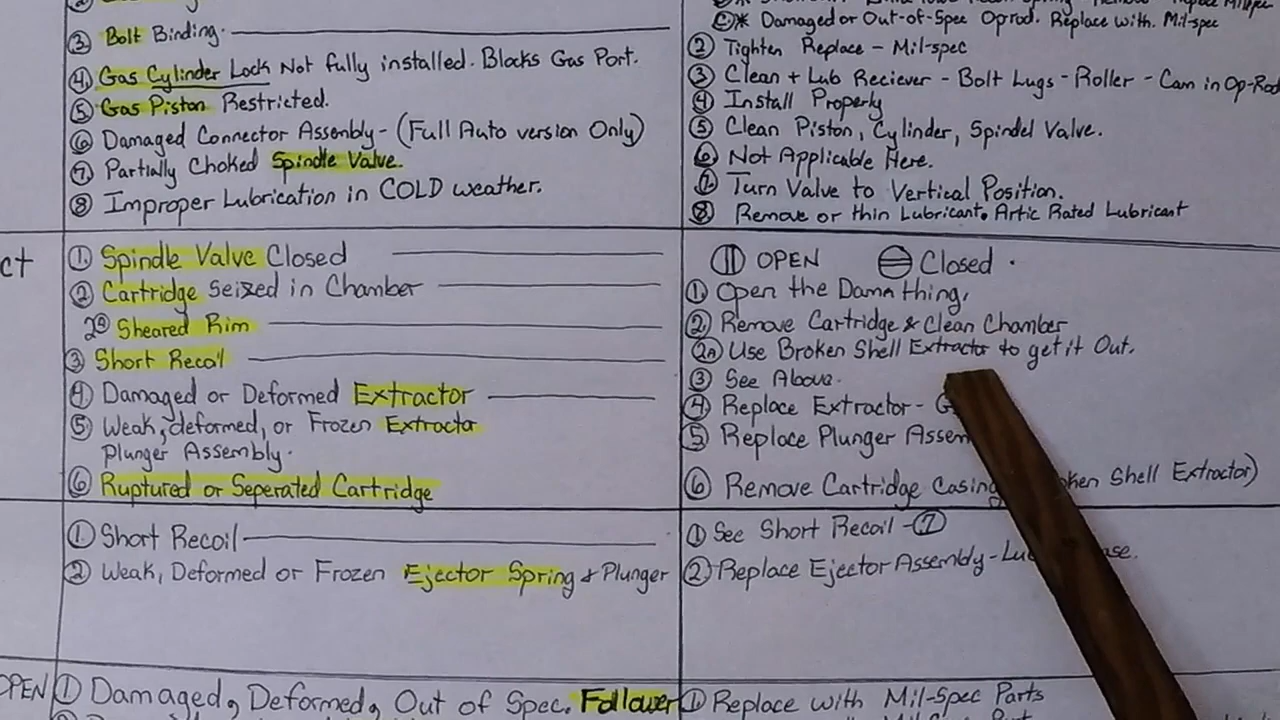 ③ Bolt Binding.
④ Gas Cylinder Lock Not fully installed. Blocks Gas Port.
⑤ Gas Piston Restricted.
⑥ Damaged Connector Assembly - (Full Auto version Only)
⑦ Partially Choked Spindle Valve.
⑧ Improper Lubrication in COLD weather.
C* Damaged or Out-of-Spec Oprod. Replace with. Mil-spec
② Tighten Replace - Mil-spec
③ Clean + Lub Reciever - Bolt Lugs - Roller - Cam in Op-Rod
④ Install Properly
⑤ Clean Piston, Cylinder, Spindel Valve.
⑥ Not Applicable Here.
⑦ Turn Valve to Vertical Position.
⑧ Remove or thin Lubricant. Artic Rated Lubricant
ct
① Spindle Valve Closed
② Cartridge Seized in Chamber
2ⓐ Sheared Rim
③ Short Recoil
④ Damaged or Deformed Extractor
⑤ Weak, deformed, or Frozen Extracto
Plunger Assembly.
⑥ Ruptured or Seperated Cartridge
OPEN Closed.
① Open the Damn thing,
② Remove Cartridge & Clean Chamber
2A Use Broken Shell Extractor to get it Out.
③ See Above.
④ Replace Extractor - G
⑤ Replace Plunger Assem
⑥ Remove Cartridge Casing ken Shell Extractor)
① Short Recoil
② Weak, Deformed or Frozen Ejector Spring & Plunger
① See Short Recoil - ⑦
② Replace Ejector Assembly - Lu ase.
OPEN
① Damaged, Deformed, Out of Spec. Follower
① Replace with Mil-Spec Parts